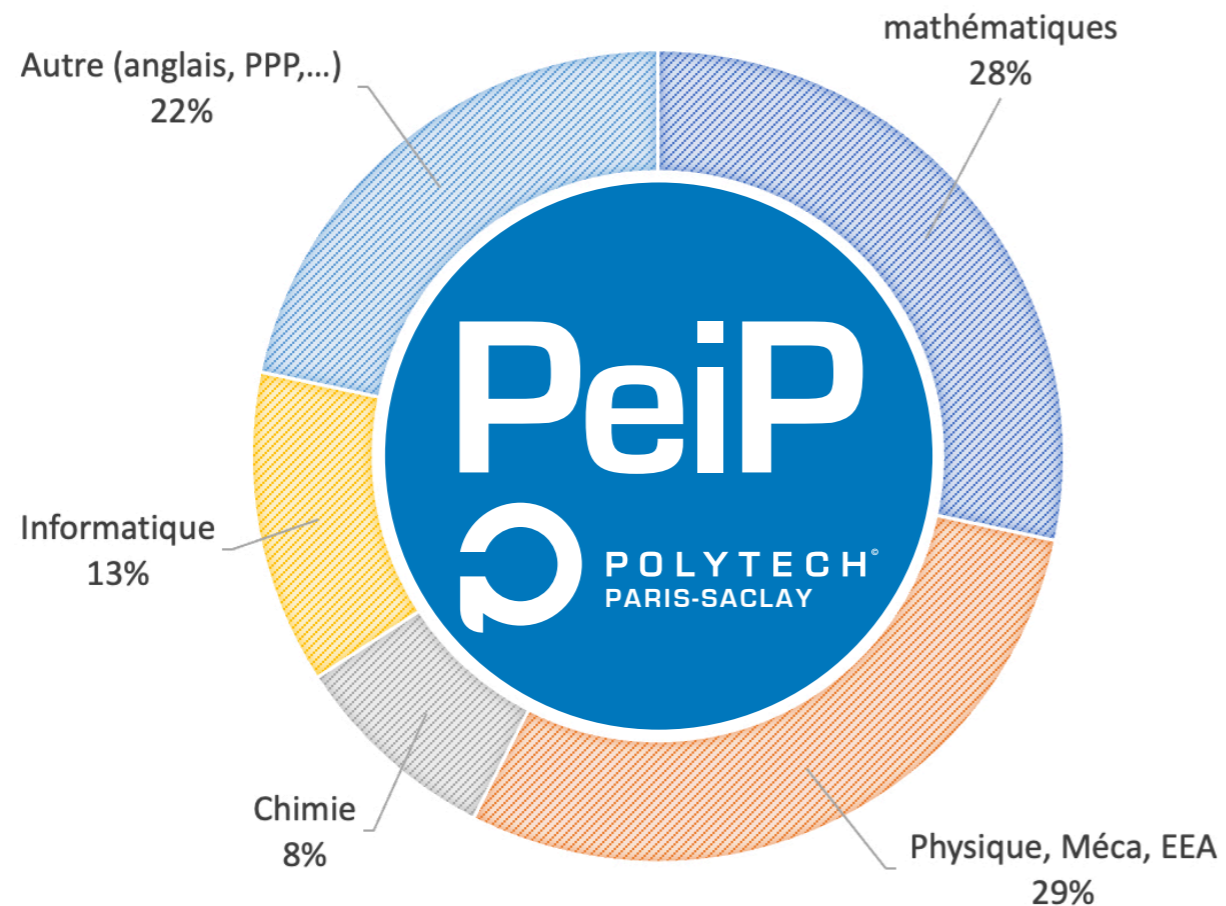 mathématiques
28%
Autre (anglais, PPP,...)
22%
PeiP
POLYTECH©
PARIS-SACLAY
Informatique
13%
Chimie
8%
Physique, Méca, EEA
29%